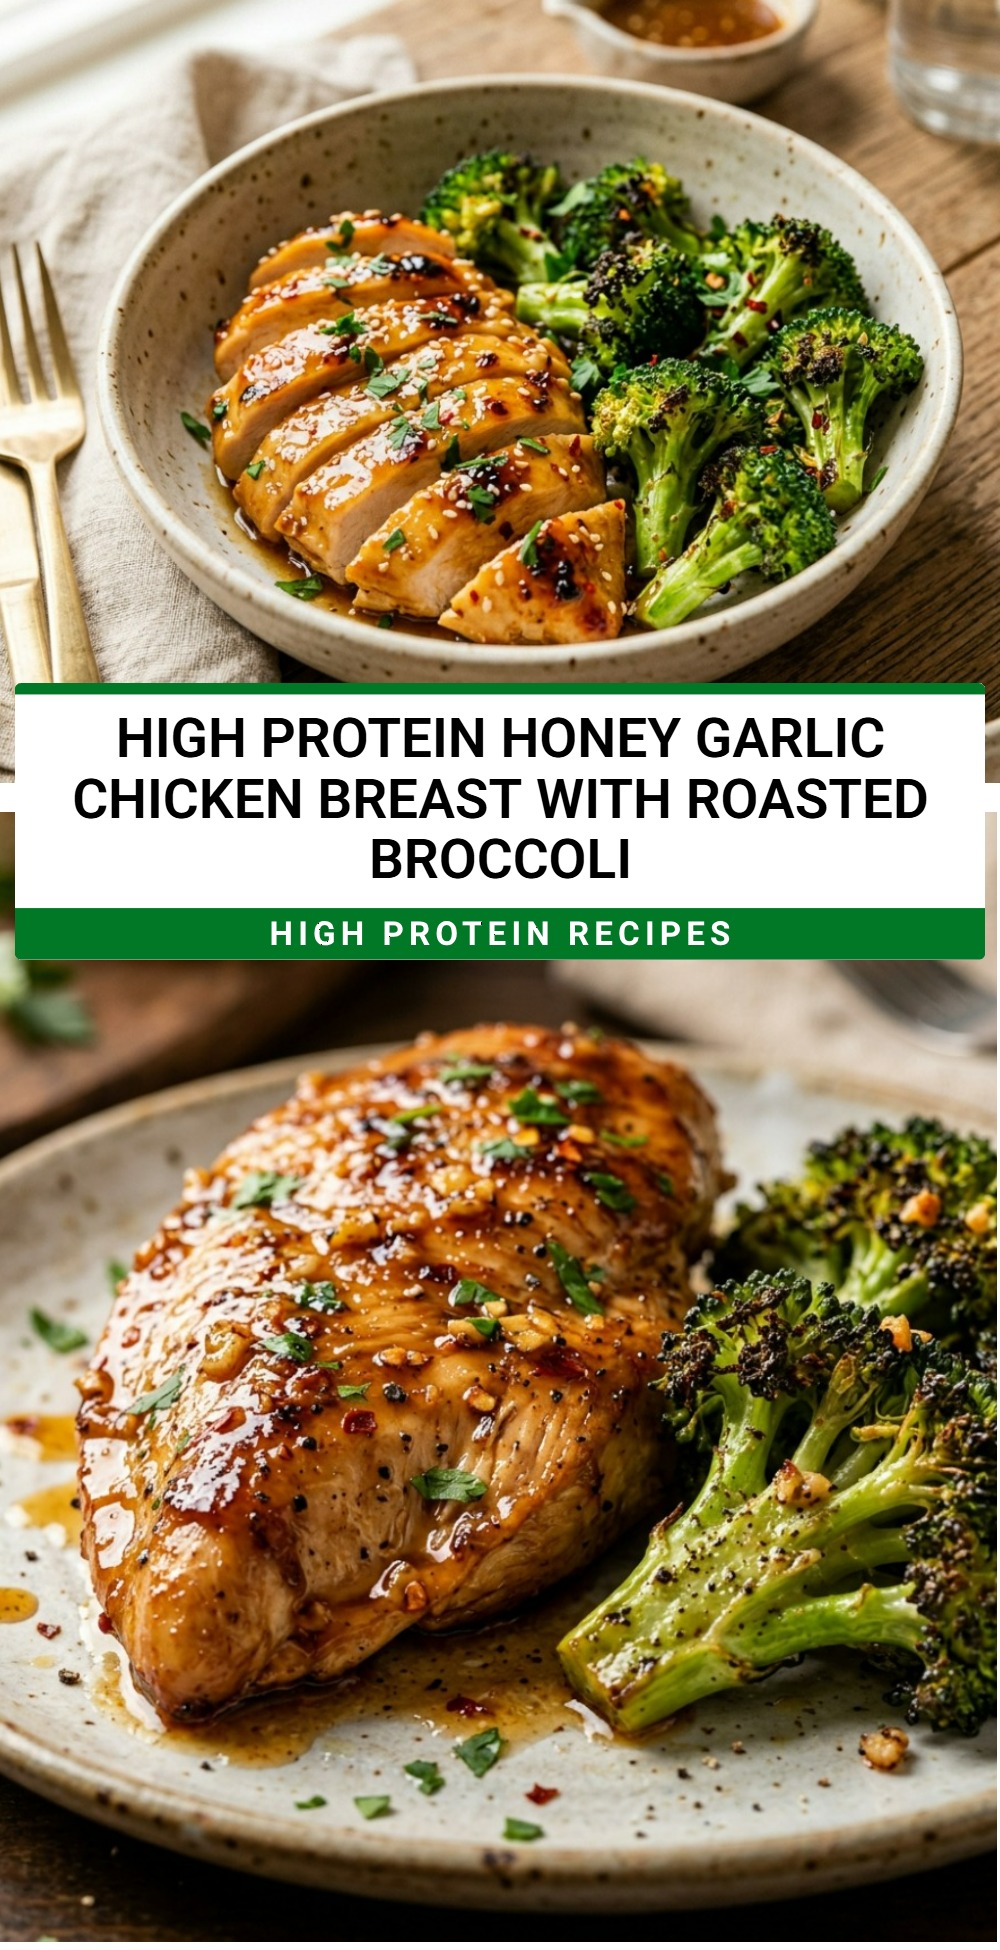 HIGH PROTEIN HONEY GARLIC
CHICKEN BREAST WITH ROASTED
BROCCOLI
HIGH PROTEIN RECIPES